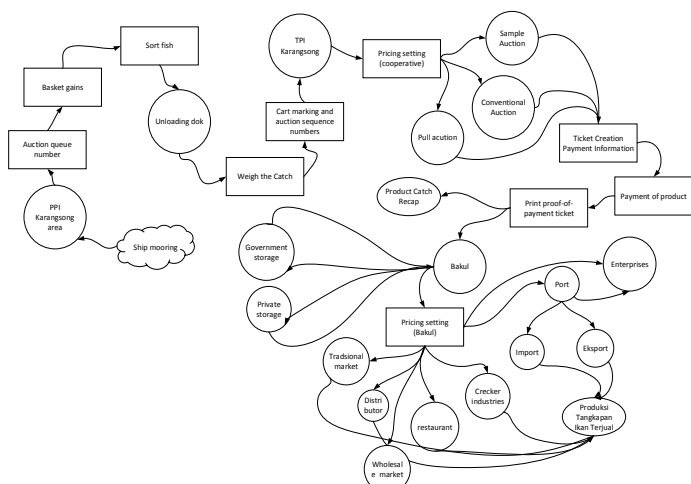 Ship mooring
PPI
Karangsong
area
Auction queue
number
Basket gains
Sort fish
Unloading dok
Weigh the Catch
Cart marking and
auction sequence
numbers
TPI
Karangsong
Pricing setting
(cooperative)
Sample
Auction
Conventional
Auction
Pull acution
Ticket Creation
Payment Information
Payment of product
Print proof-of-
payment ticket
Product Catch
Recap
Bakul
Government
storage
Private
storage
Pricing setting
(Bakul)
Enterprises
Port
Import
Eksport
Tradsional
market
Distri
butor
Wholesal
e market
restaurant
Crecker
industries
Produksi
Tangkapan
Ikan Terjual